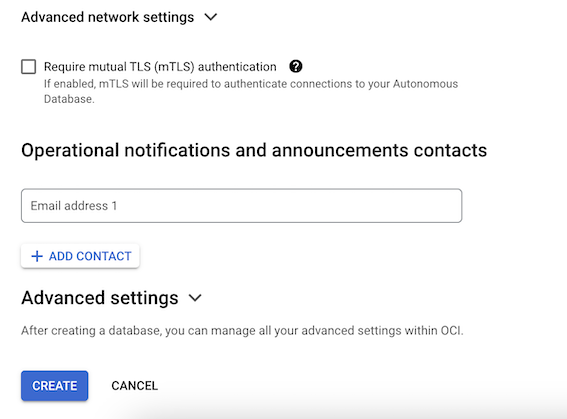 Advanced network settings
Require mutual TLS (mTLS) authentication ?
If enabled, mTLS will be required to authenticate connections to your Autonomous
Database.
Operational notifications and announcements contacts
Email address 1
+ ADD CONTACT
Advanced settings
After creating a database, you can manage all your advanced settings within OCI.
CREATE CANCEL